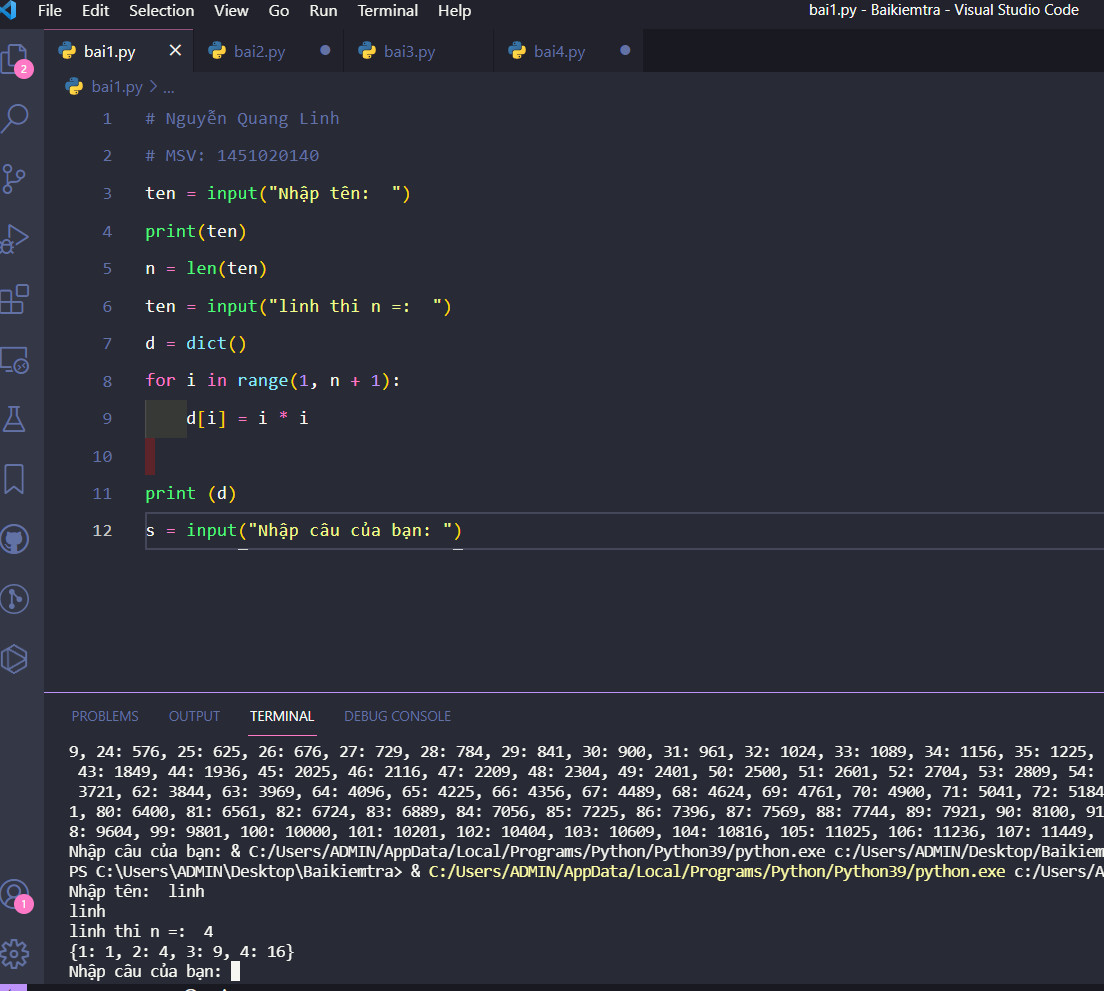 File Edit Selection View Go Run Terminal Help bai1.py - Baikiemtra - Visual Studio Code
bai1.py bai2.py bai3.py bai4.py
2
bai1.py > ...
1 # Nguyễn Quang Linh
2 # MSV: 1451020140
3 ten = input("Nhập tên:  ")
4 print(ten)
5 n = len(ten)
6 ten = input("linh thi n =:  ")
7 d = dict()
8 for i in range(1, n + 1):
9     d[i] = i * i
10
11 print (d)
12 s = input("Nhập câu của bạn: ")
PROBLEMS OUTPUT TERMINAL DEBUG CONSOLE
9, 24: 576, 25: 625, 26: 676, 27: 729, 28: 784, 29: 841, 30: 900, 31: 961, 32: 1024, 33: 1089, 34: 1156, 35: 1225,
43: 1849, 44: 1936, 45: 2025, 46: 2116, 47: 2209, 48: 2304, 49: 2401, 50: 2500, 51: 2601, 52: 2704, 53: 2809, 54:
3721, 62: 3844, 63: 3969, 64: 4096, 65: 4225, 66: 4356, 67: 4489, 68: 4624, 69: 4761, 70: 4900, 71: 5041, 72: 5184
1, 80: 6400, 81: 6561, 82: 6724, 83: 6889, 84: 7056, 85: 7225, 86: 7396, 87: 7569, 88: 7744, 89: 7921, 90: 8100, 91
8: 9604, 99: 9801, 100: 10000, 101: 10201, 102: 10404, 103: 10609, 104: 10816, 105: 11025, 106: 11236, 107: 11449,
Nhập câu của bạn: & C:/Users/ADMIN/AppData/Local/Programs/Python/Python39/python.exe c:/Users/ADMIN/Desktop/Baikiem
PS C:\Users\ADMIN\Desktop\Baikiemtra> & C:/Users/ADMIN/AppData/Local/Programs/Python/Python39/python.exe c:/Users/A
Nhập tên:  linh
1
linh
linh thi n =:  4
{1: 1, 2: 4, 3: 9, 4: 16}
Nhập câu của bạn: